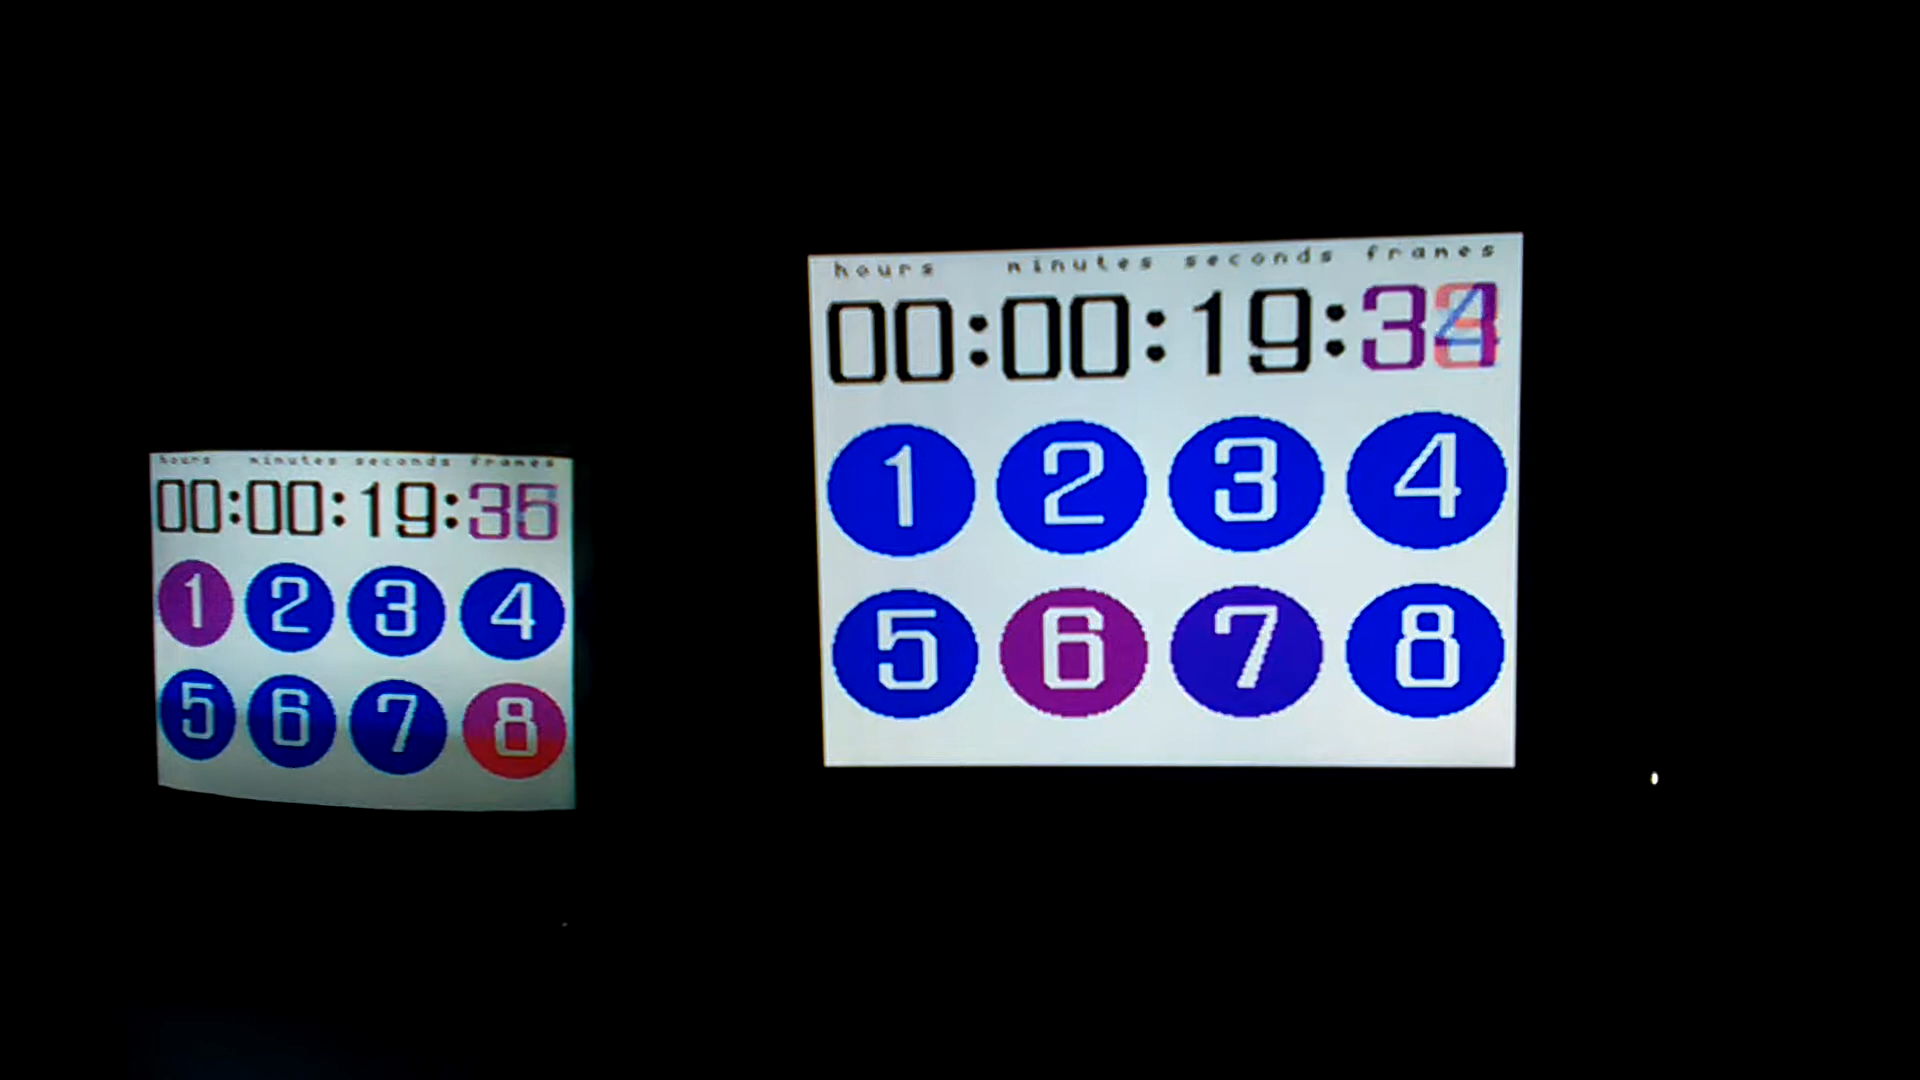 hours minutes seconds frames
00:00:19:35
1 2 3 4
5 6 7 8
hours minutes seconds frames
00:00:19:34
1 2 3 4
5 6 7 8